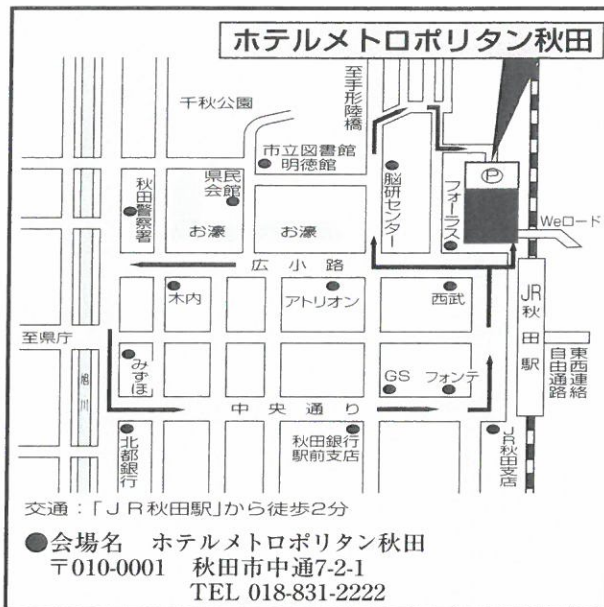 ホテルメトロポリタン秋田
至手形陸橋
千秋公園
市立図書館
明徳館
県民
会館
秋田警察署
脳研センター
フォーラス
Ⓟ
Weロード
お濠
お濠
広小路
木内
アトリオン
西武
JR秋田駅
至県庁
みずほ
旭川
GS
フォンテ
東西連絡
自由通路
中央通り
北都銀行
秋田銀行
駅前支店
JR秋田支店
交通:「JR秋田駅」から徒歩2分
●会場名 ホテルメトロポリタン秋田
〒010-0001 秋田市中通7-2-1
TEL 018-831-2222